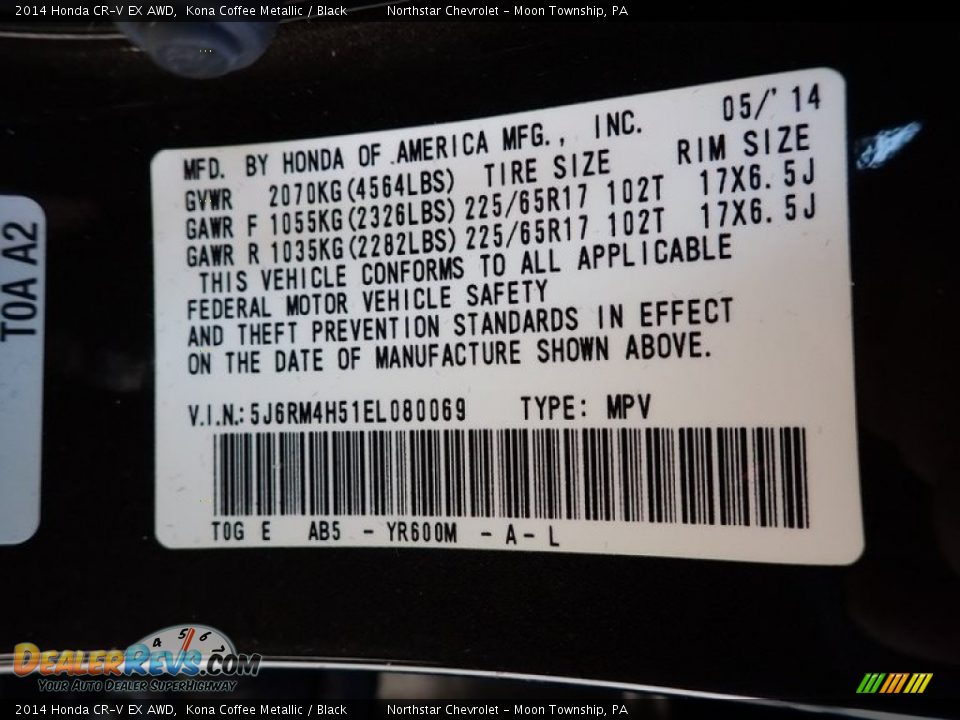 2014 Honda CR-V EX AWD,  Kona Coffee Metallic / Black        Northstar Chevrolet - Moon Township, PA
MFD. BY HONDA OF AMERICA MFG., INC.   05/'14
GVWR   2070KG(4564LBS)   TIRE SIZE   RIM SIZE
GAWR F 1055KG(2326LBS) 225/65R17 102T   17X6.5J
GAWR R 1035KG(2282LBS) 225/65R17 102T   17X6.5J
THIS VEHICLE CONFORMS TO ALL APPLICABLE
FEDERAL MOTOR VEHICLE SAFETY
AND THEFT PREVENTION STANDARDS IN EFFECT
ON THE DATE OF MANUFACTURE SHOWN ABOVE.
V.I.N.: 5J6RM4H51EL080069   TYPE: MPV
T0G E   AB5 - YR600M - A - L
T0A A2
4 5 6 7
DealerRevs.com
Your Auto Dealer SuperHighway
2014 Honda CR-V EX AWD,  Kona Coffee Metallic / Black        Northstar Chevrolet - Moon Township, PA